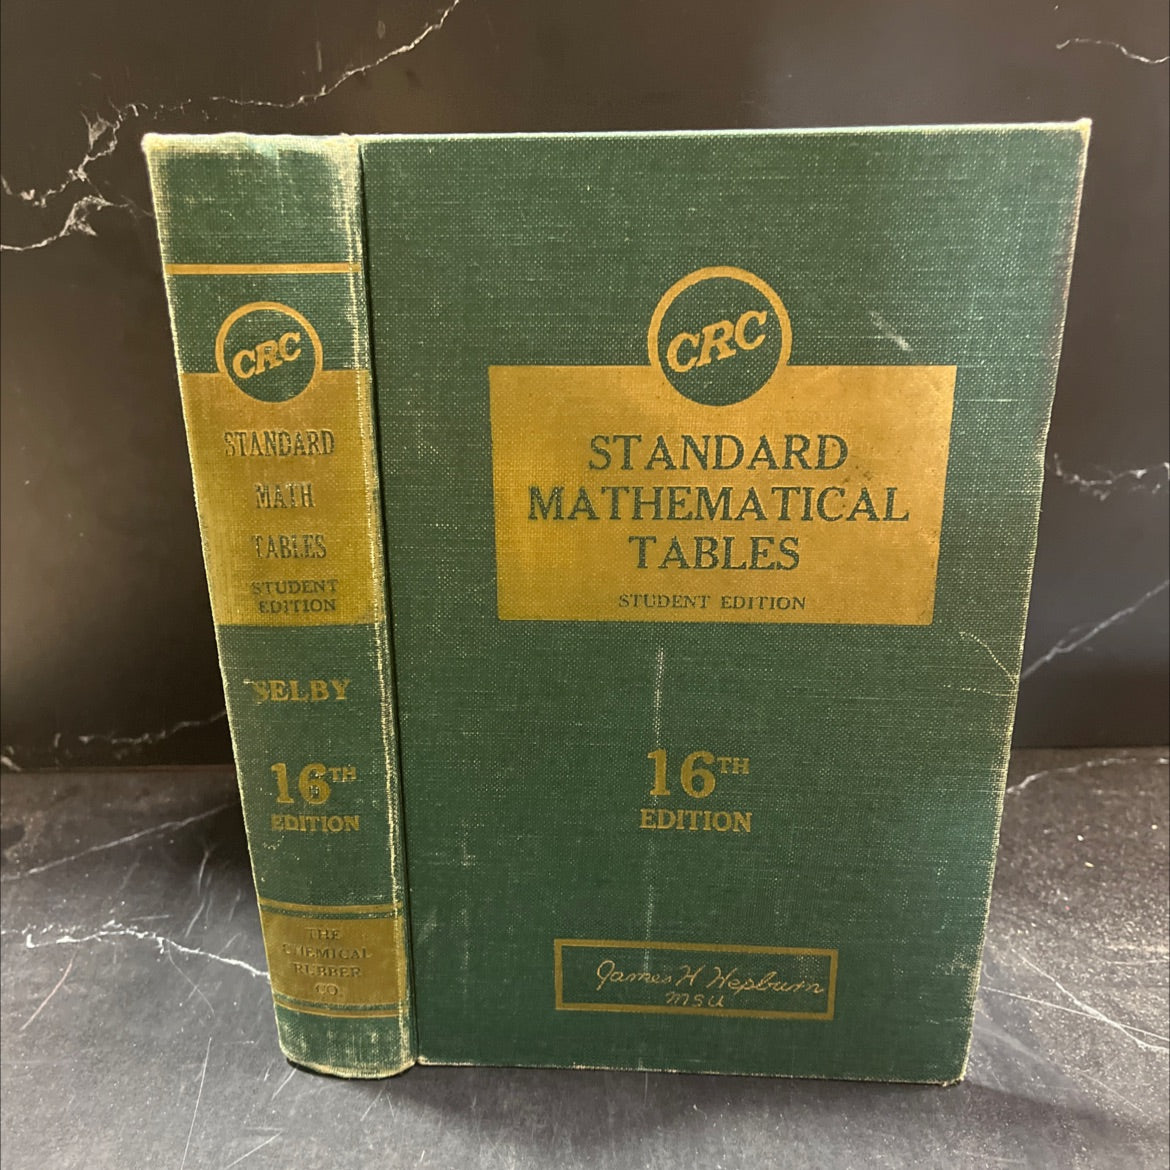 CRC
STANDARD
MATH
TABLES
STUDENT
EDITION
SELBY
16TH
EDITION
THE
CHEMICAL
RUBBER
CO.
CRC
STANDARD
MATHEMATICAL
TABLES
STUDENT EDITION
16TH
EDITION
James H Hepburn
MSU